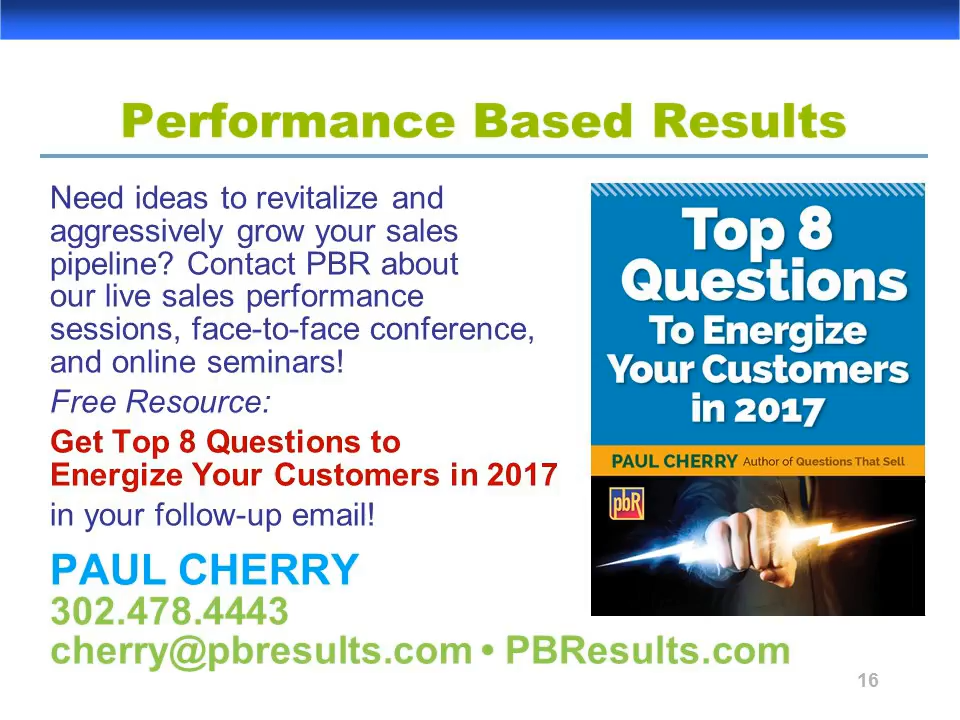 Performance Based Results
Need ideas to revitalize and
aggressively grow your sales
pipeline? Contact PBR about
our live sales performance
sessions, face-to-face conference,
and online seminars!
Free Resource:
Get Top 8 Questions to
Energize Your Customers in 2017
in your follow-up email!
PAUL CHERRY
302.478.4443
cherry@pbresults.com • PBResults.com
Top 8
Questions
To Energize
Your Customers
in 2017
PAUL CHERRY Author of Questions That Sell
pbR
16